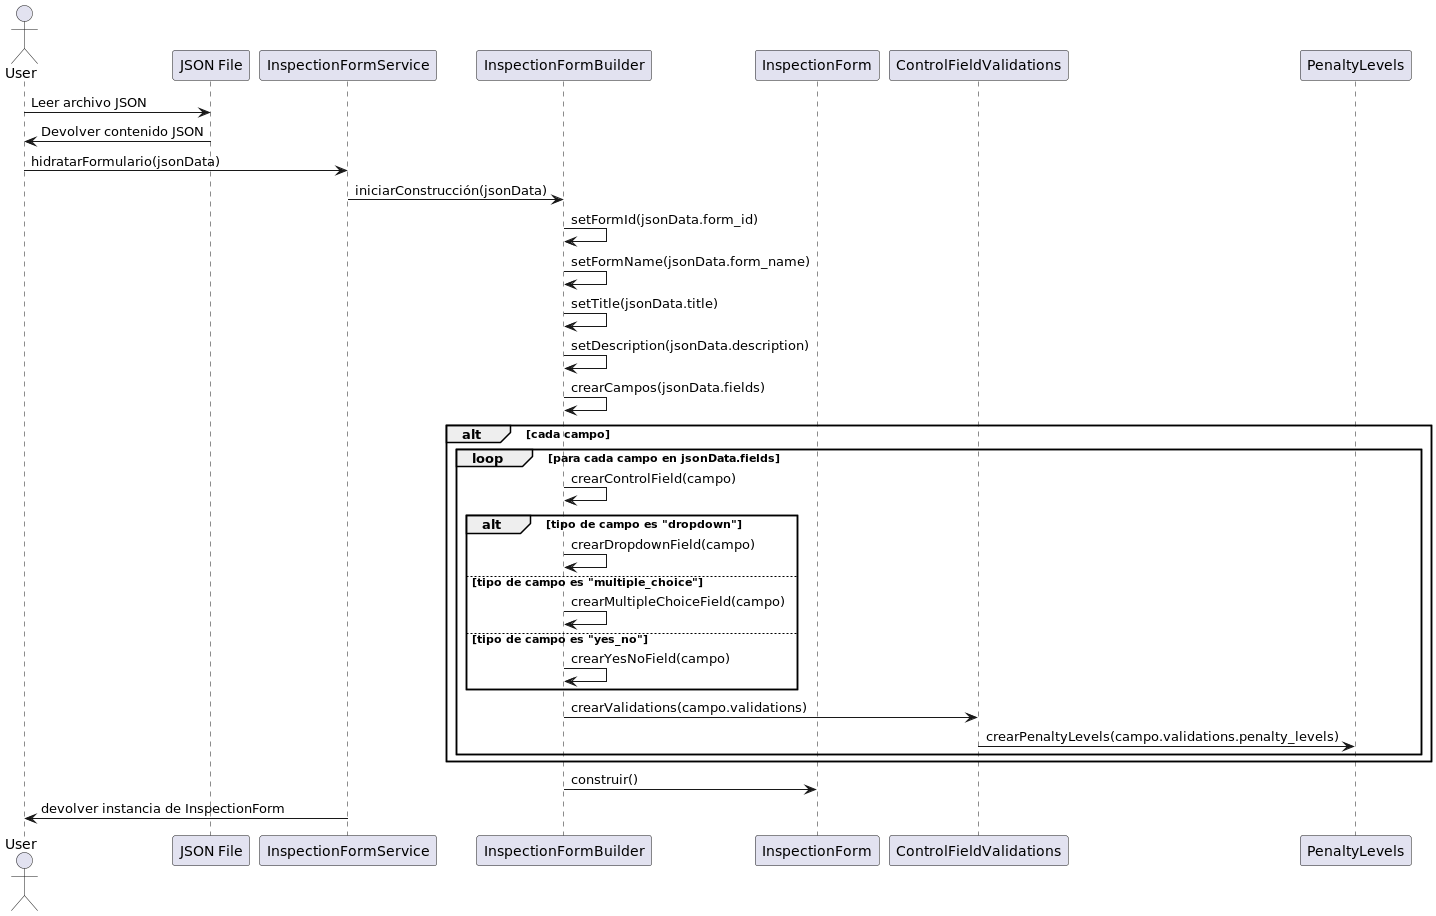 User
JSON File
InspectionFormService
InspectionFormBuilder
InspectionForm
ControlFieldValidations
PenaltyLevels
Leer archivo JSON
Devolver contenido JSON
hidratarFormulario(jsonData)
iniciarConstrucción(jsonData)
setFormId(jsonData.form_id)
setFormName(jsonData.form_name)
setTitle(jsonData.title)
setDescription(jsonData.description)
crearCampos(jsonData.fields)
alt [cada campo]
loop [para cada campo en jsonData.fields]
crearControlField(campo)
alt [tipo de campo es "dropdown"]
crearDropdownField(campo)
[tipo de campo es "multiple_choice"]
crearMultipleChoiceField(campo)
[tipo de campo es "yes_no"]
crearYesNoField(campo)
crearValidations(campo.validations)
crearPenaltyLevels(campo.validations.penalty_levels)
construir()
devolver instancia de InspectionForm
User
JSON File
InspectionFormService
InspectionFormBuilder
InspectionForm
ControlFieldValidations
PenaltyLevels